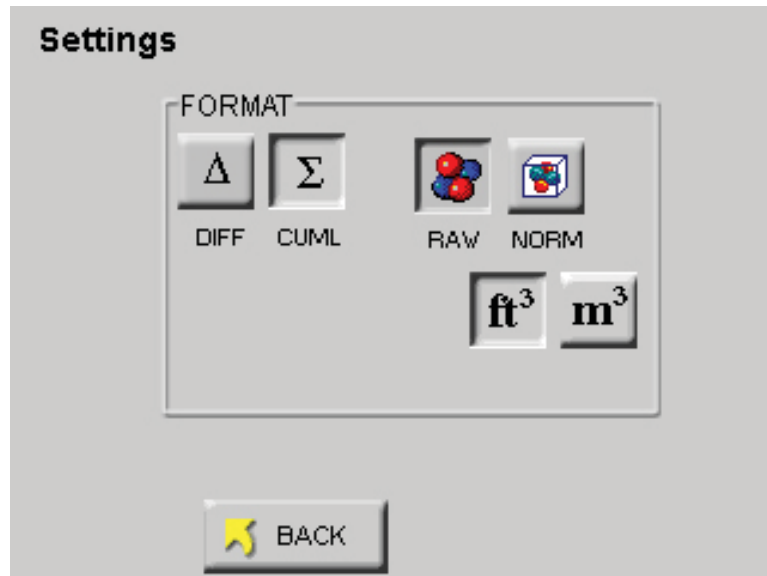 Settings
FORMAT
Δ Σ
DIFF CUML RAW NORM
ft³ m³
BACK